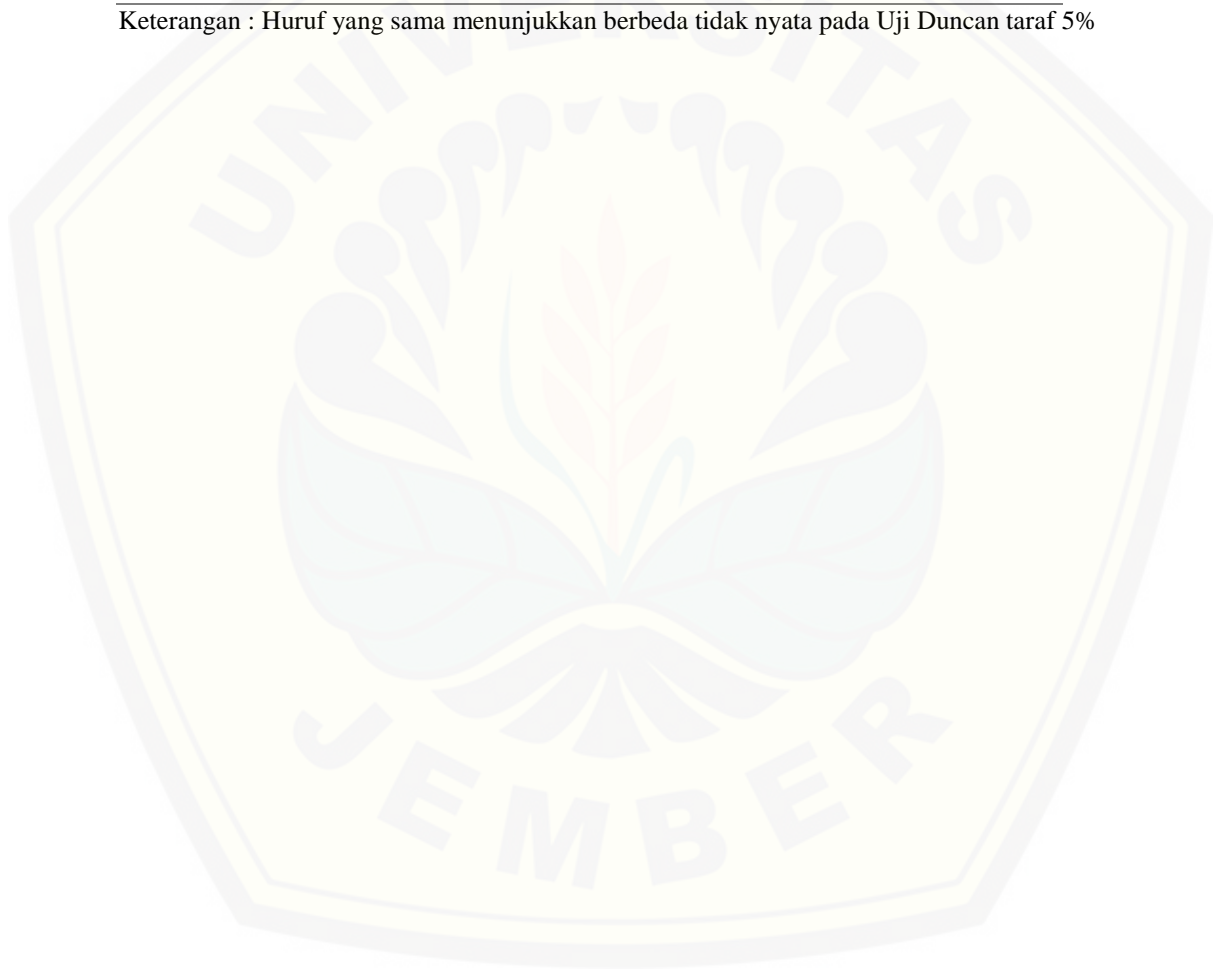 Keterangan : Huruf yang sama menunjukkan berbeda tidak nyata pada Uji Duncan taraf 5%
UNIVERSITAS
JEMBER